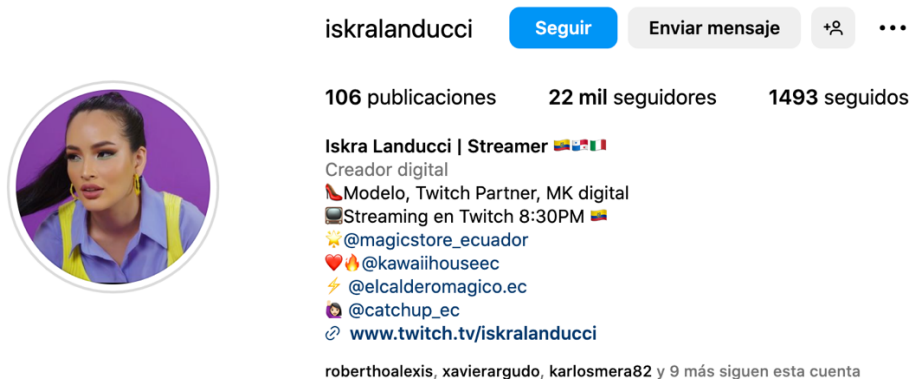 iskralanducci Seguir Enviar mensaje
106 publicaciones 22 mil seguidores 1493 seguidos
Iskra Landucci | Streamer 🇪🇨🇵🇦🇮🇹
Creador digital
👠Modelo, Twitch Partner, MK digital
📺Streaming en Twitch 8:30PM 🇪🇨
🌟@magicstore_ecuador
❤️🔥@kawaiihouseec
⚡ @elcalderomagico.ec
🙋🏻‍♀️ @catchup_ec
www.twitch.tv/iskralanducci
roberthoalexis, xavierargudo, karlosmera82 y 9 más siguen esta cuenta